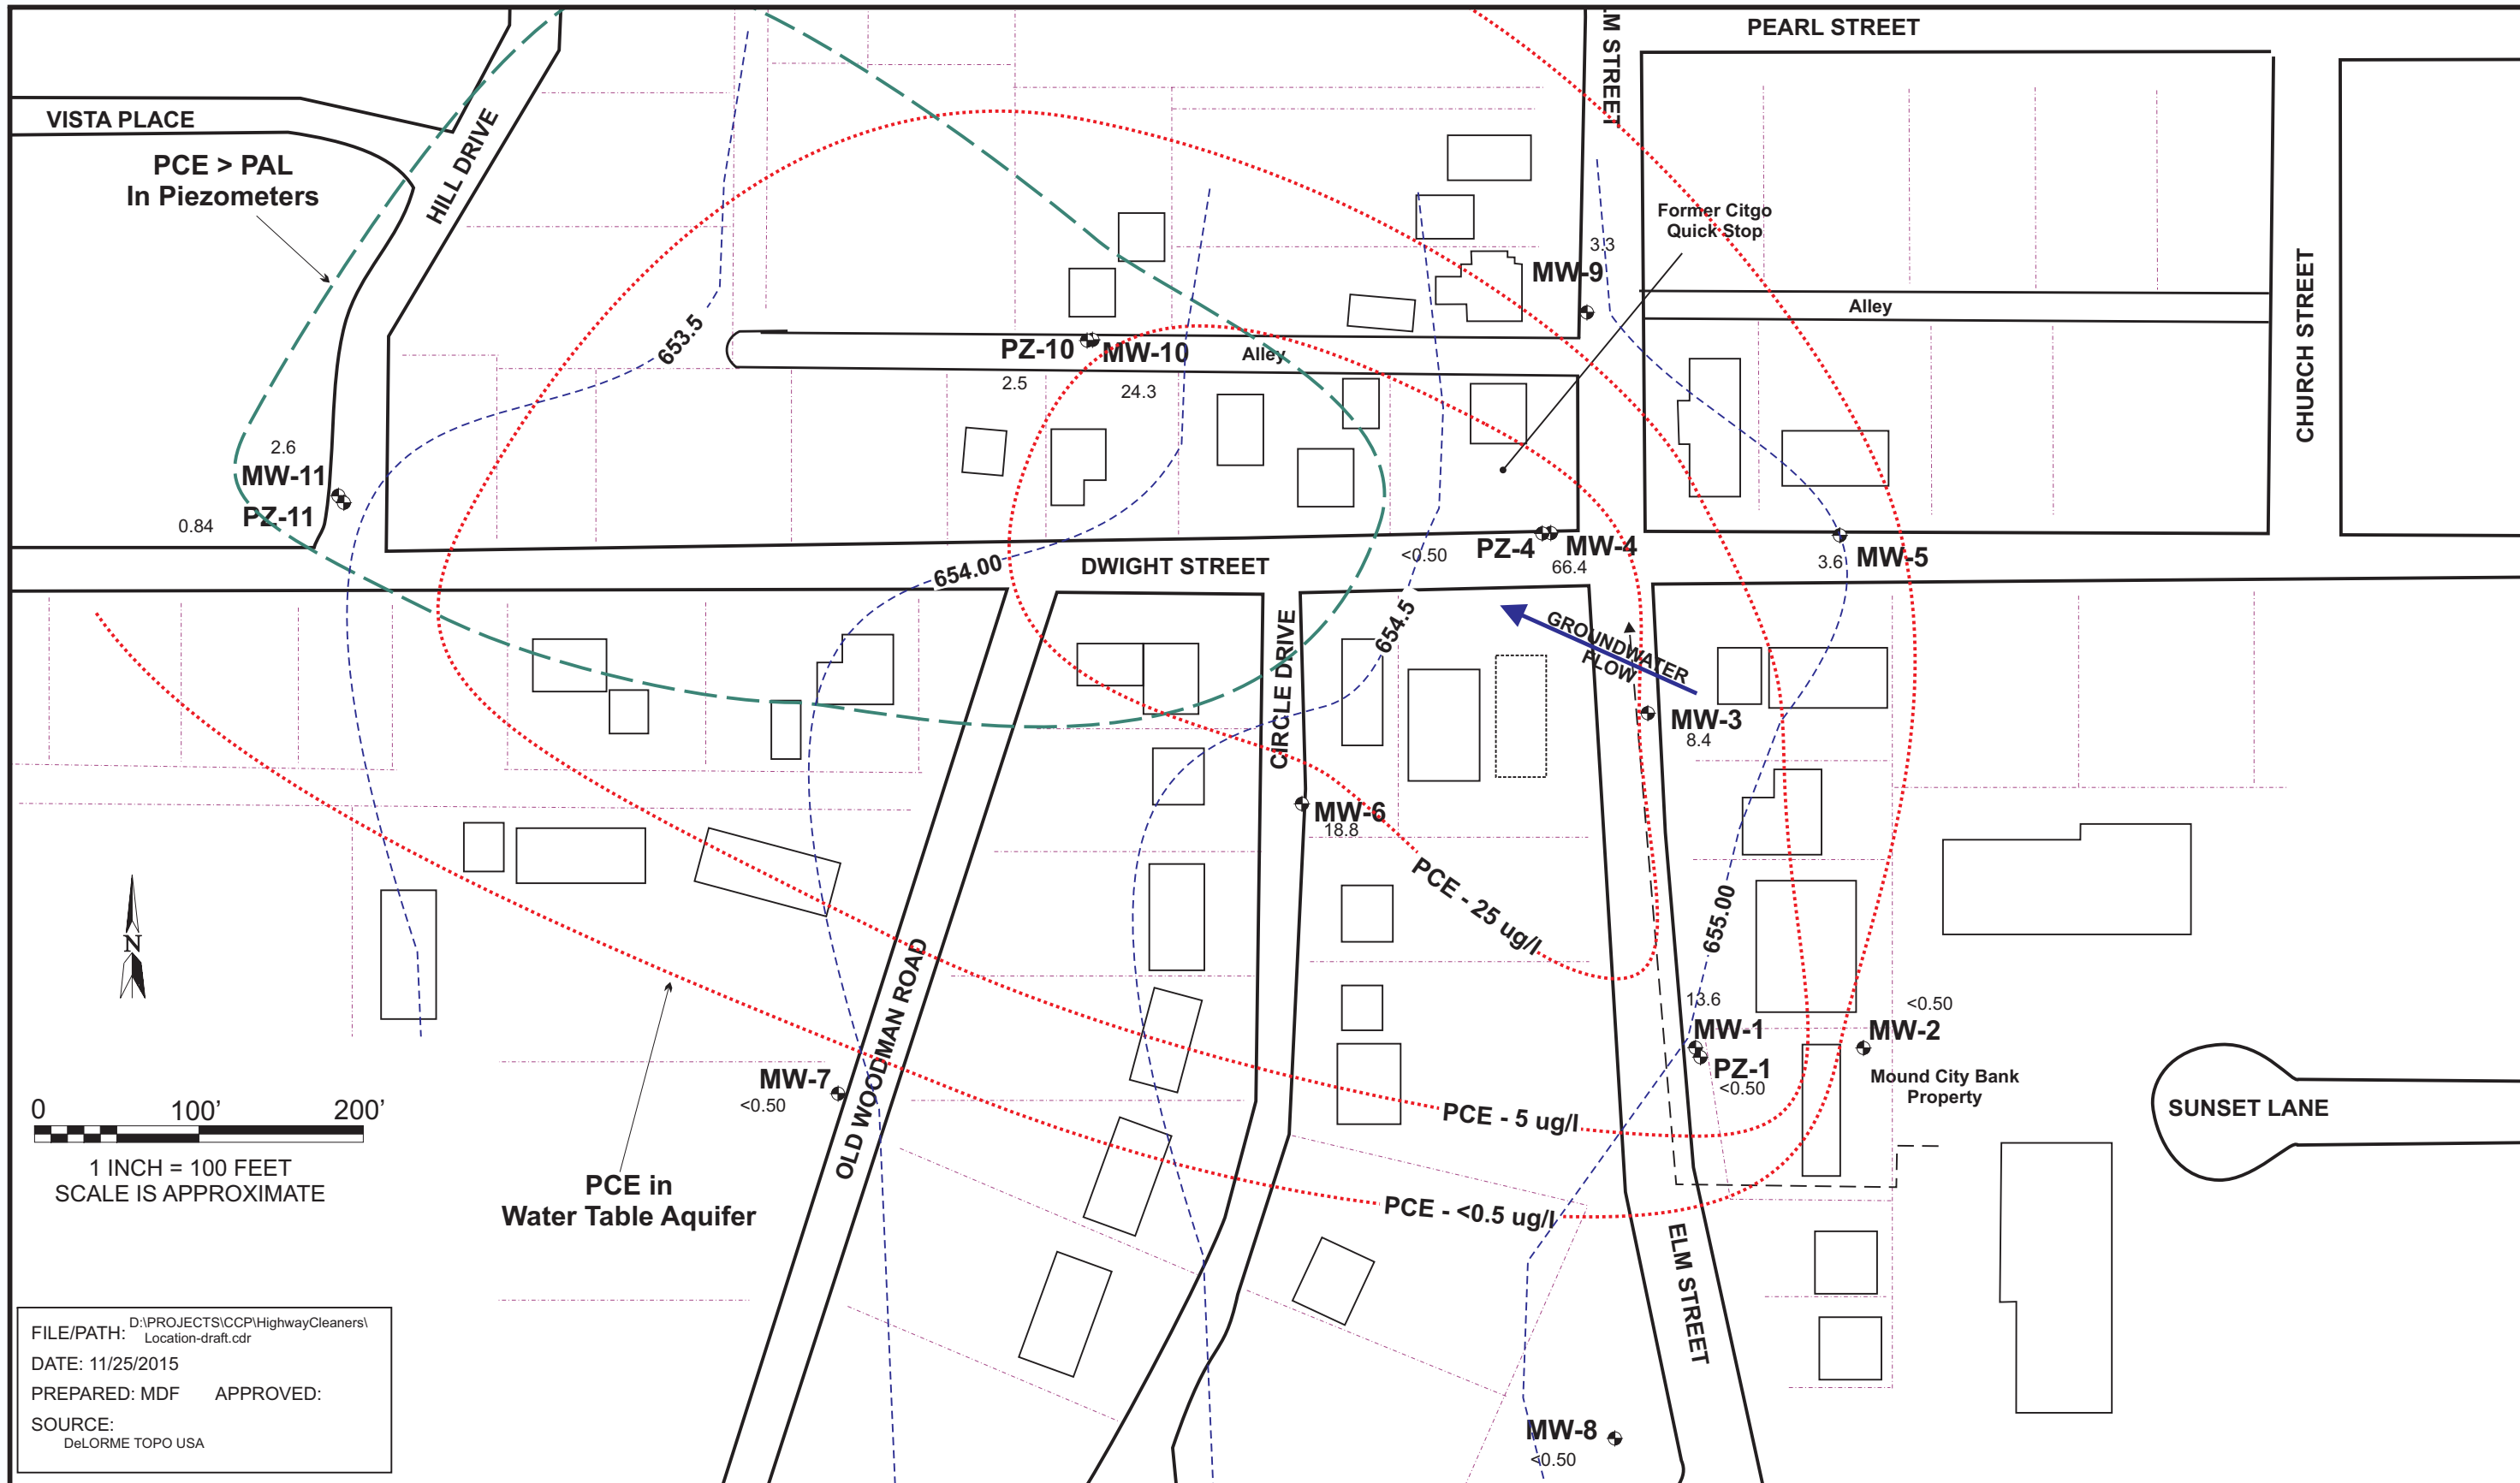 PEARL STREET
M STREET
VISTA PLACE
PCE > PAL
In Piezometers
HILL DRIVE
Former Citgo
Quick Stop
3.3
MW-9
Alley
CHURCH STREET
653.5
PZ-10
MW-10
Alley
2.5
24.3
2.6
MW-11
PZ-11
0.84
654.00
DWIGHT STREET
<0.50
PZ-4
MW-4
66.4
3.6
MW-5
654.5
GROUNDWATER
FLOW
CIRCLE DRIVE
MW-3
8.4
MW-6
18.8
PCE - 25 ug/l
655.00
N
OLD WOODMAN ROAD
13.6
MW-1
PZ-1
<0.50
<0.50
MW-2
Mound City Bank
Property
SUNSET LANE
MW-7
<0.50
PCE - 5 ug/l
0 100' 200'
1 INCH = 100 FEET
SCALE IS APPROXIMATE
PCE in
Water Table Aquifer
PCE - <0.5 ug/l
ELM STREET
MW-8
<0.50
FILE/PATH: D:\PROJECTS\CCP\HighwayCleaners\
Location-draft.cdr
DATE: 11/25/2015
PREPARED: MDF APPROVED:
SOURCE:
DeLORME TOPO USA